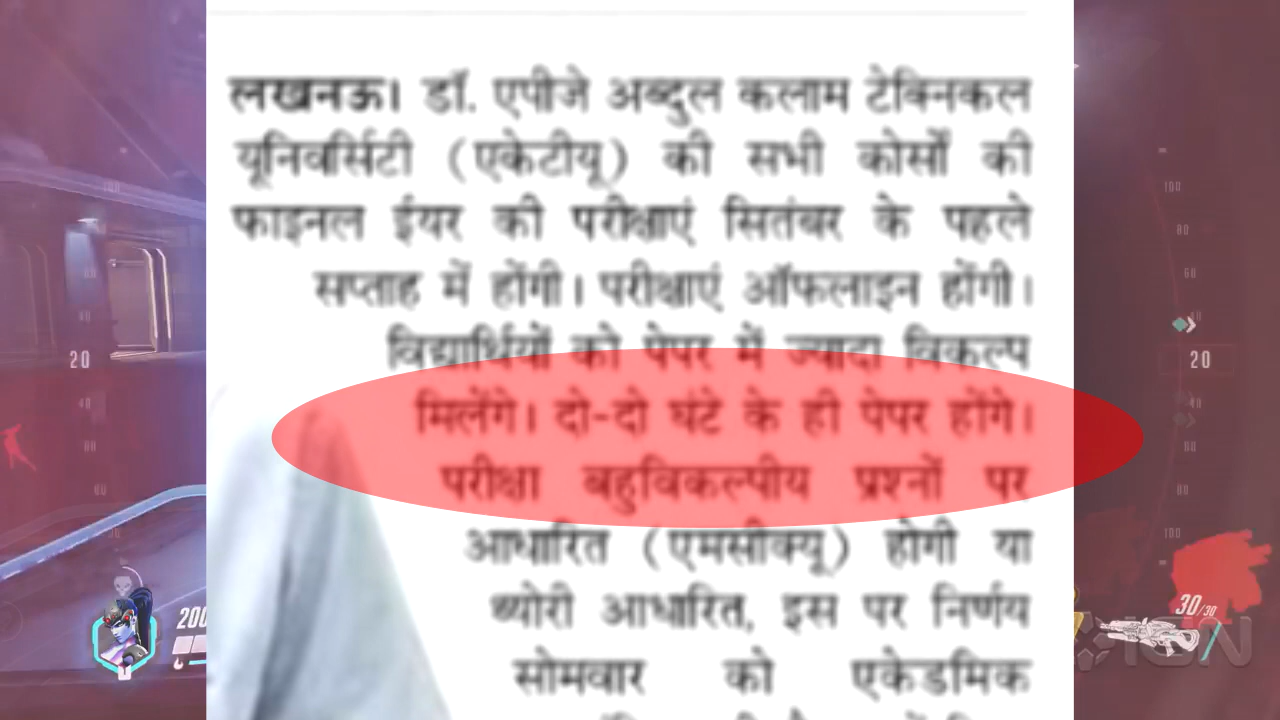 लखनऊ। डॉ. एपीजे अब्दुल कलाम टेक्निकल
यूनिवर्सिटी (एकेटीयू) की सभी कोर्सों की
फाइनल ईयर की परीक्षाएं सितंबर के पहले
सप्ताह में होंगी। परीक्षाएं ऑफलाइन होंगी।
विद्यार्थियों को पेपर में ज्यादा विकल्प
मिलेंगे। दो-दो घंटे के ही पेपर होंगे।
परीक्षा बहुविकल्पीय प्रश्नों पर
आधारित (एमसीक्यू) होगी या
थ्योरी आधारित, इस पर निर्णय
सोमवार को एकेडमिक
20
20
200
30/30
IGN